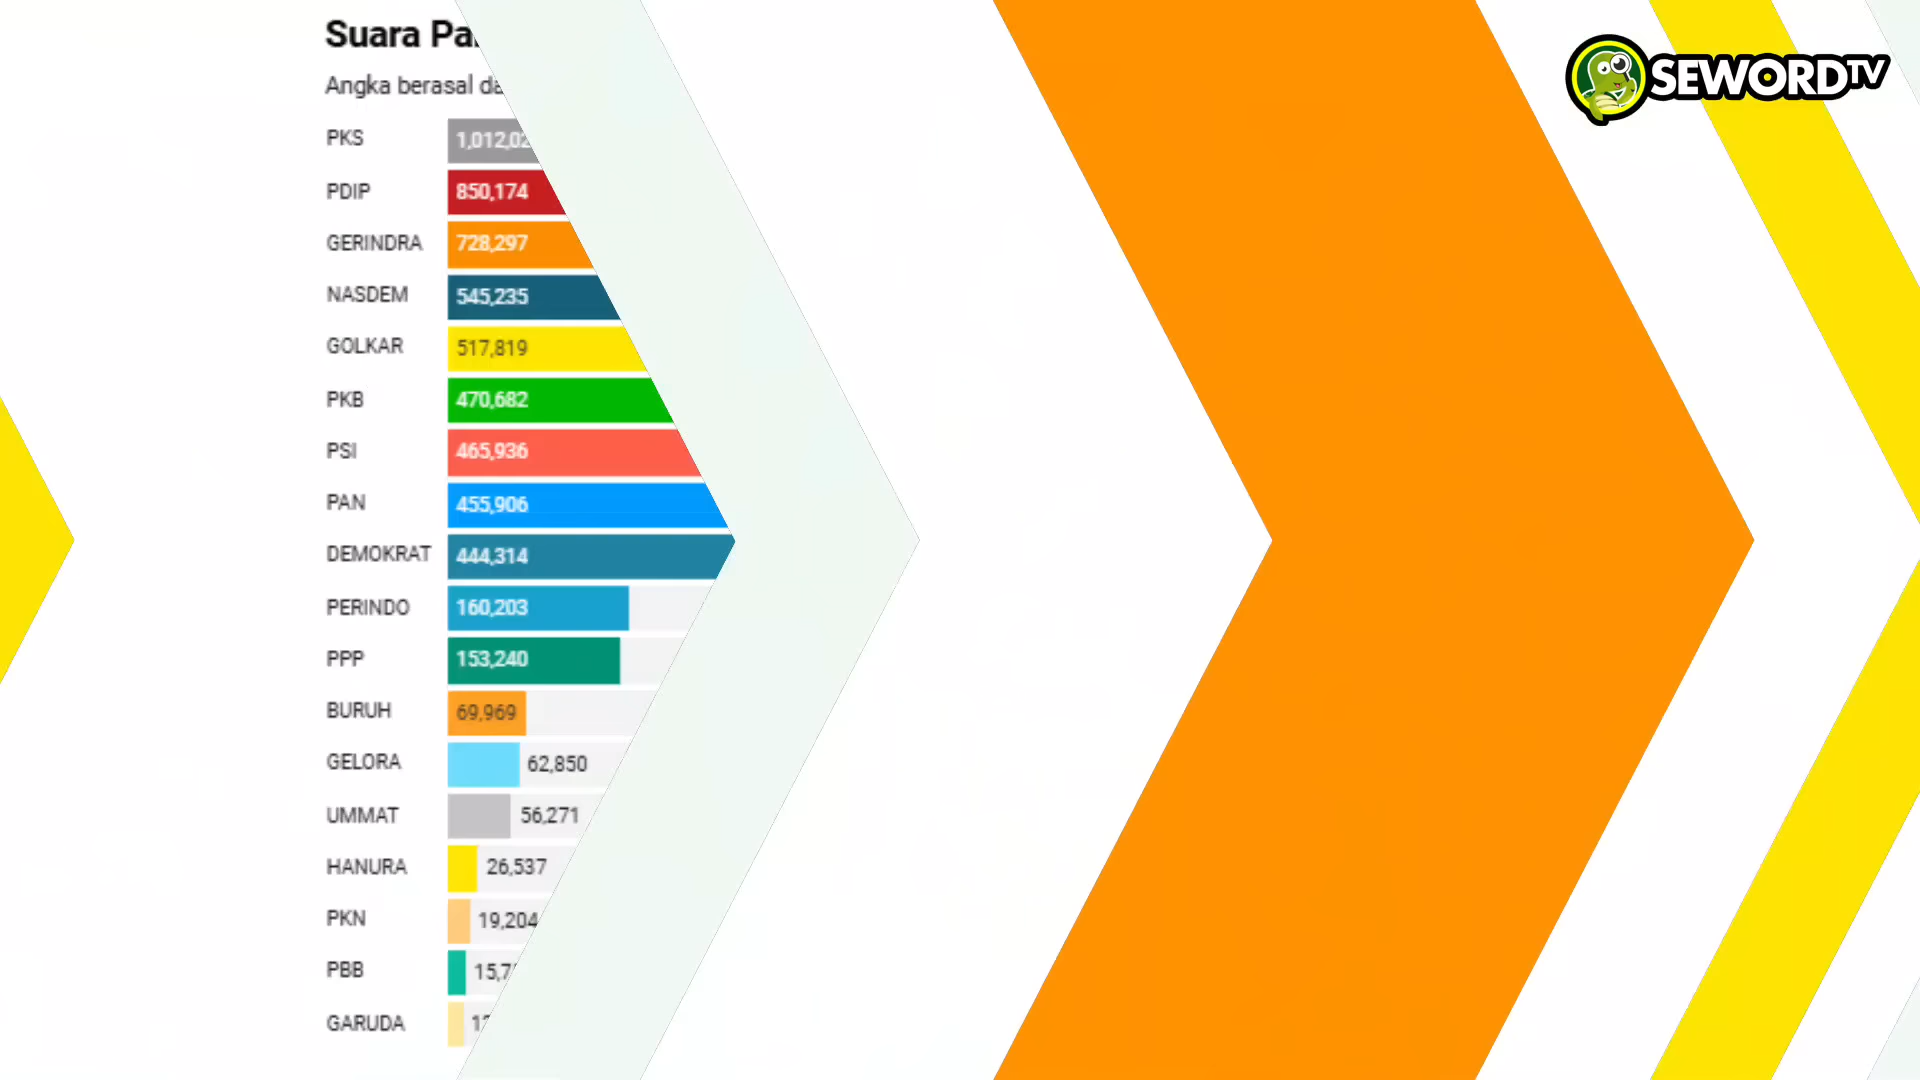 Suara
Angka berasal
PKS
PDIP 850,174
GERINDRA 728,297
NASDEM 545,235
GOLKAR 517,819
PKB 470,682
PSI 465,936
PAN 455,906
DEMOKRAT 444,314
PERINDO 160,203
PPP 153,240
BURUH 69,969
GELORA 62,850
UMMAT 56,271
HANURA 26,537
PKN 19,204
PBB
GARUDA
SEWORDTV